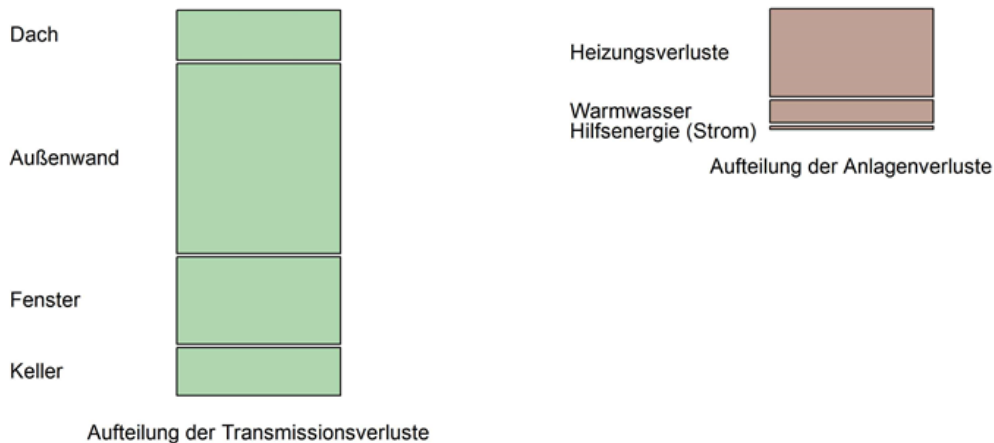 Dach
Außenwand
Fenster
Keller
Aufteilung der Transmissionsverluste
Heizungsverluste
Warmwasser
Hilfsenergie (Strom)
Aufteilung der Anlagenverluste